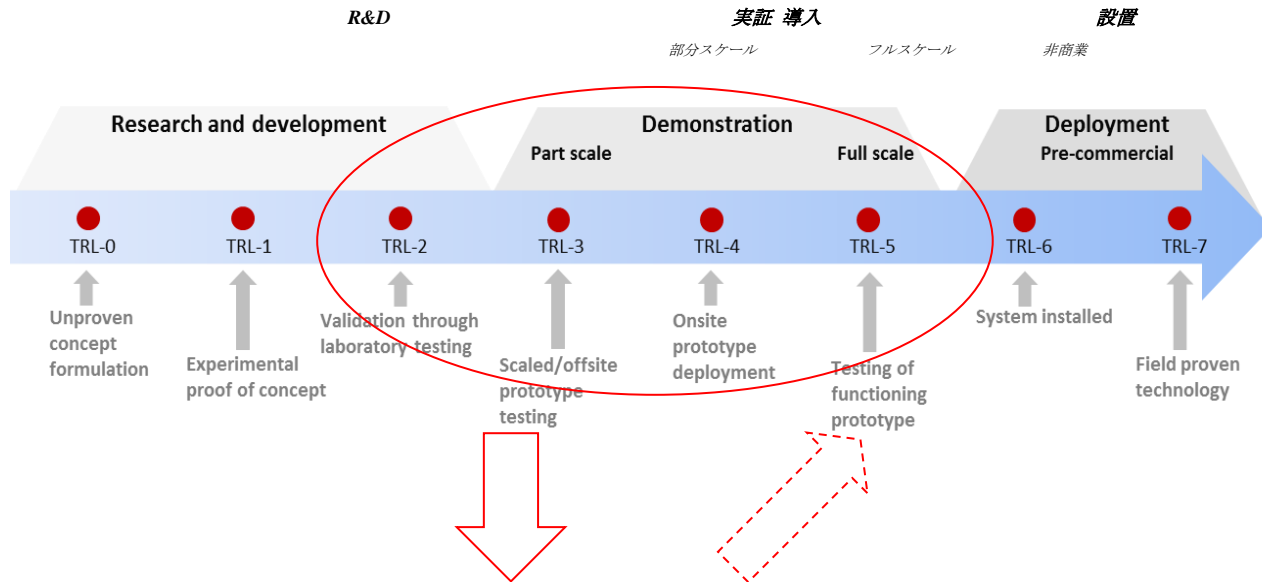 R&D
実証 導入
設置
部分スケール
フルスケール
非商業
Research and development
Demonstration
Deployment
Part scale
Full scale
Pre-commercial
TRL-0
TRL-1
TRL-2
TRL-3
TRL-4
TRL-5
TRL-6
TRL-7
Unproven
concept
formulation
Experimental
proof of concept
Validation through
laboratory testing
Scaled/offsite
prototype
testing
Onsite
prototype
deployment
Testing of
functioning
prototype
System installed
Field proven
technology